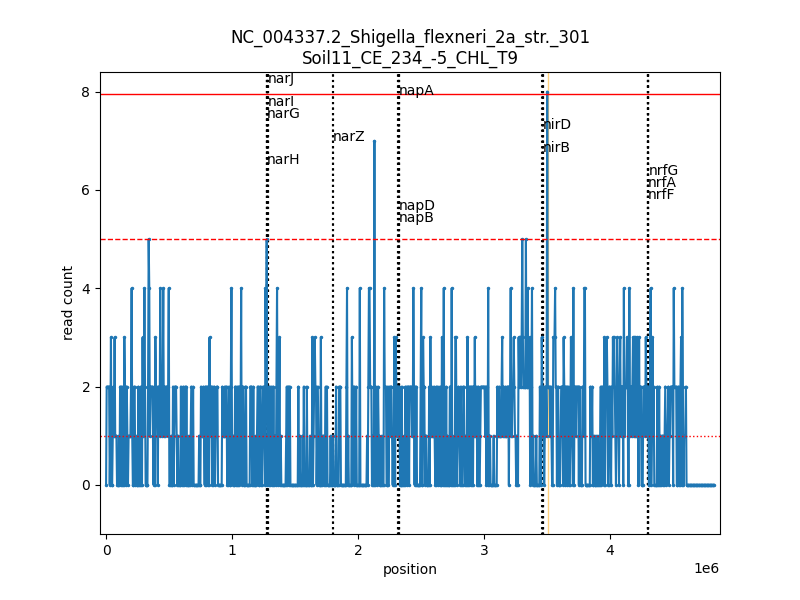 NC_004337.2_Shigella_flexneri_2a_str._301
Soil11_CE_234_-5_CHL_T9
narJ
narI
narG
narH
narZ
napA
napD
napB
nirD
nirB
nrfG
nrfA
nrfF
8
6
4
2
0
read count
0
1
2
3
4
1e6
position